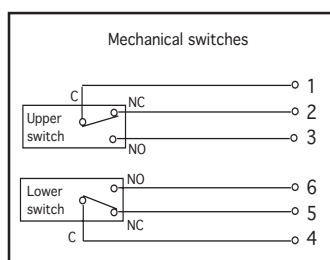 Mechanical switches
1
C
NC
2
Upper
switch
3
NO
NO
6
Lower
switch
5
NC
C
4